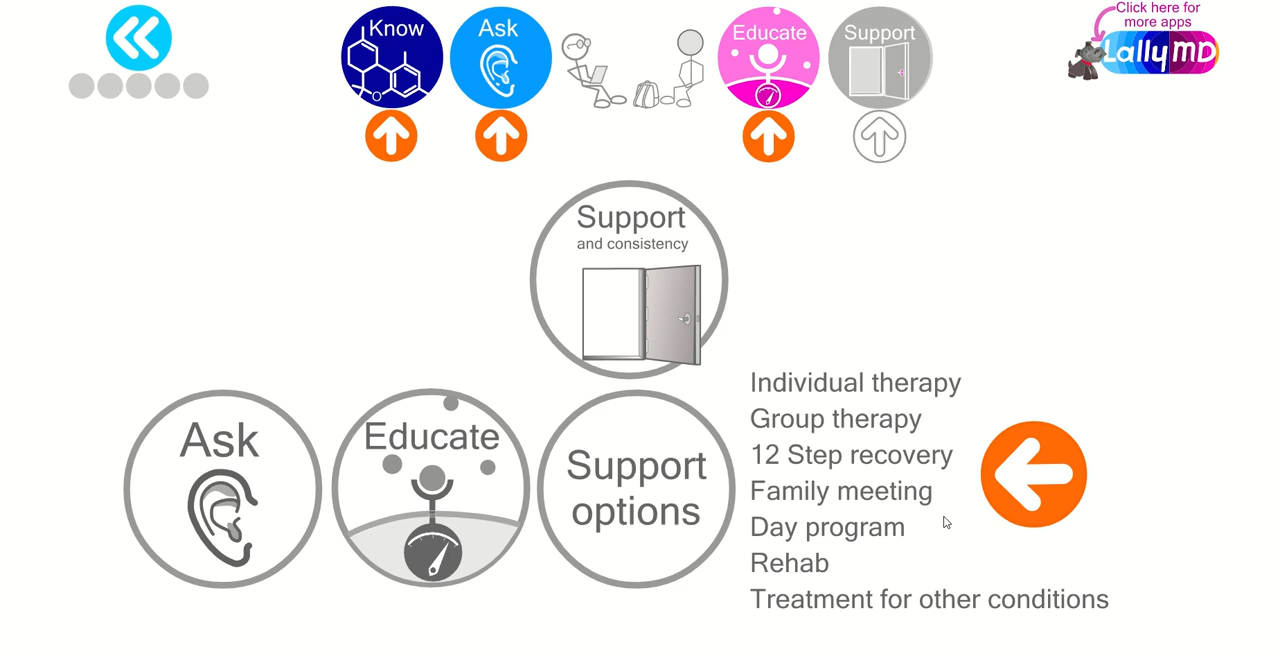 Know
Ask
Educate
Support
Click here for
more apps
LallyMD
O
Support
and consistency
Ask
Educate
Support
options
Individual therapy
Group therapy
12 Step recovery
Family meeting
Day program
Rehab
Treatment for other conditions